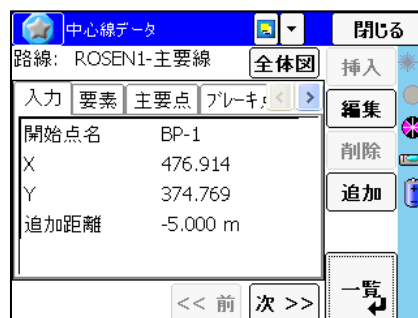 中心線データ
閉じる
路線: ROSEN1-主要線
全体図
挿入
入力 要素 主要点 ブレーキ
編集
開始点名 BP-1
X 476.914
削除
Y 374.769
追加
追加距離 -5.000 m
<< 前 次 >>
一覧